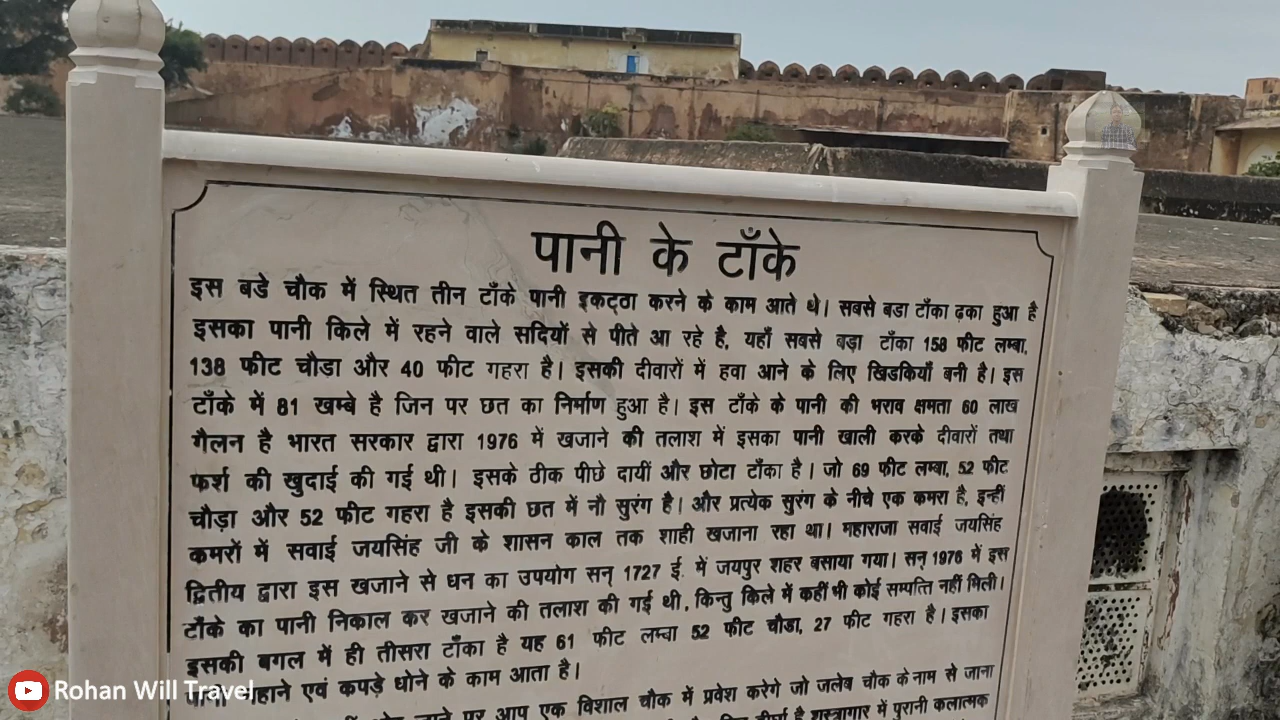 पानी के टाँके
इस बडे चौक में स्थित तीन टाँके पानी इकट्ठा करने के काम आते थे। सबसे बडा टाँका ढ़का हुआ है
इसका पानी किले में रहने वाले सदियों से पीते आ रहे है, यहाँ सबसे बड़ा टाँका 158 फीट लम्बा,
138 फीट चौडा और 40 फीट गहरा है। इसकी दीवारों में हवा आने के लिए खिडकियाँ बनी है। इस
टाँके में 81 खम्बे है जिन पर छत का निर्माण हुआ है। इस टाँके के पानी की भराव क्षमता 60 लाख
गैलन है भारत सरकार द्वारा 1976 में खजाने की तलाश में इसका पानी खाली करके दीवारों तथा
फर्श की खुदाई की गई थी। इसके ठीक पीछे दायीं और छोटा टाँका है। जो 69 फीट लम्बा, 52 फीट
चौड़ा और 52 फीट गहरा है इसकी छत में नौ सुरंग है। और प्रत्येक सुरंग के नीचे एक कमरा है, इन्हीं
कमरों में सवाई जयसिंह जी के शासन काल तक शाही खजाना रहा था। महाराजा सवाई जयसिंह
द्वितीय द्वारा इस खजाने से धन का उपयोग सन् 1727 ई. में जयपुर शहर बसाया गया। सन् 1976 में इस
टाँके का पानी निकाल कर खजाने की तलाश की गई थी, किन्तु किले में कहीं भी कोई सम्पत्ति नहीं मिली।
इसकी बगल में ही तीसरा टाँका है यह 61 फीट लम्बा 52 फीट चौडा, 27 फीट गहरा है। इसका
पानी नहाने एवं कपड़े धोने के काम आता है।
पर आप एक विशाल चौक में प्रवेश करेगे जो जलेब चौक के नाम से जाना
है शस्त्रागार में पुरानी कलात्मक
Rohan Will Travel